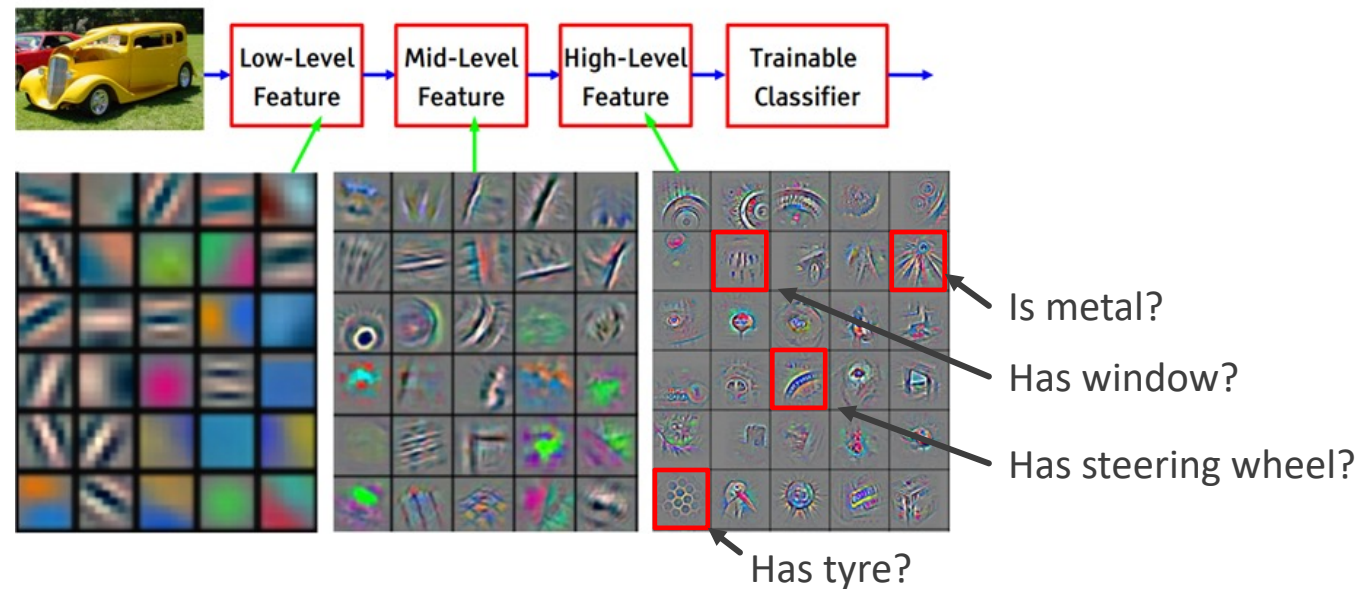 Low-Level
Feature
Mid-Level
Feature
High-Level
Feature
Trainable
Classifier
Is metal?
Has window?
Has steering wheel?
Has tyre?